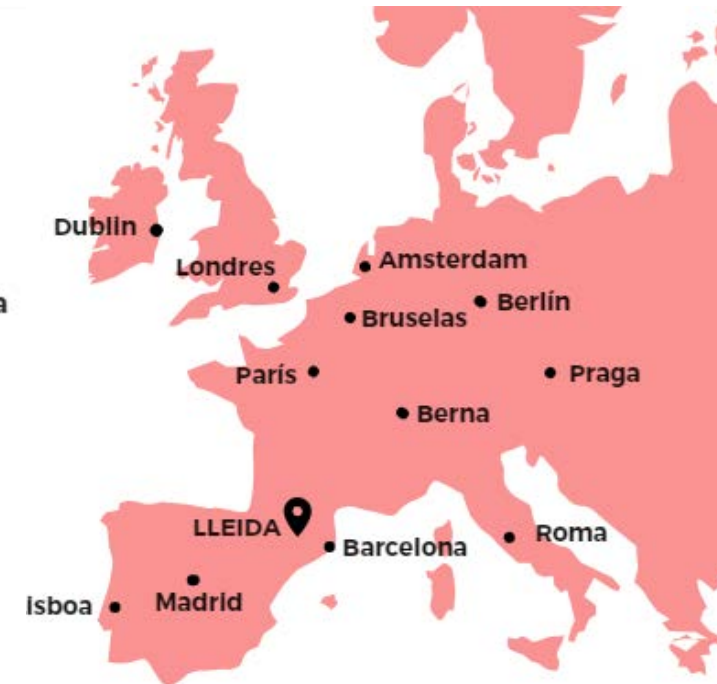 Dublin
Londres
Amsterdam
a
Berlín
Bruselas
París
Praga
Berna
LLEIDA
Roma
Barcelona
isboa
Madrid